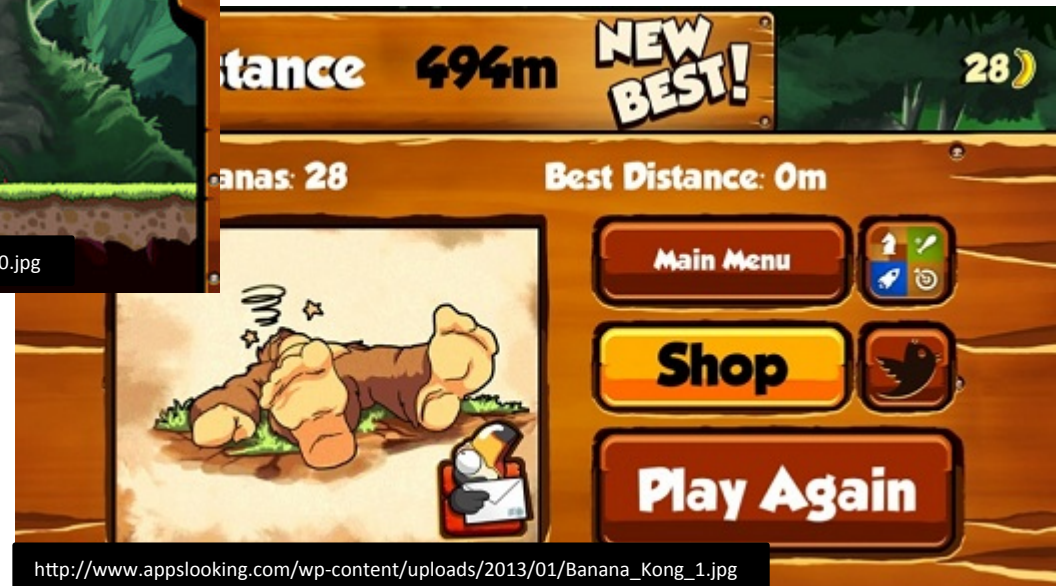 tance 494m NEW BEST!
28
anas: 28 Best Distance: 0m
0.jpg
Main Menu
Shop
Play Again
http://www.appslooking.com/wp-content/uploads/2013/01/Banana_Kong_1.jpg